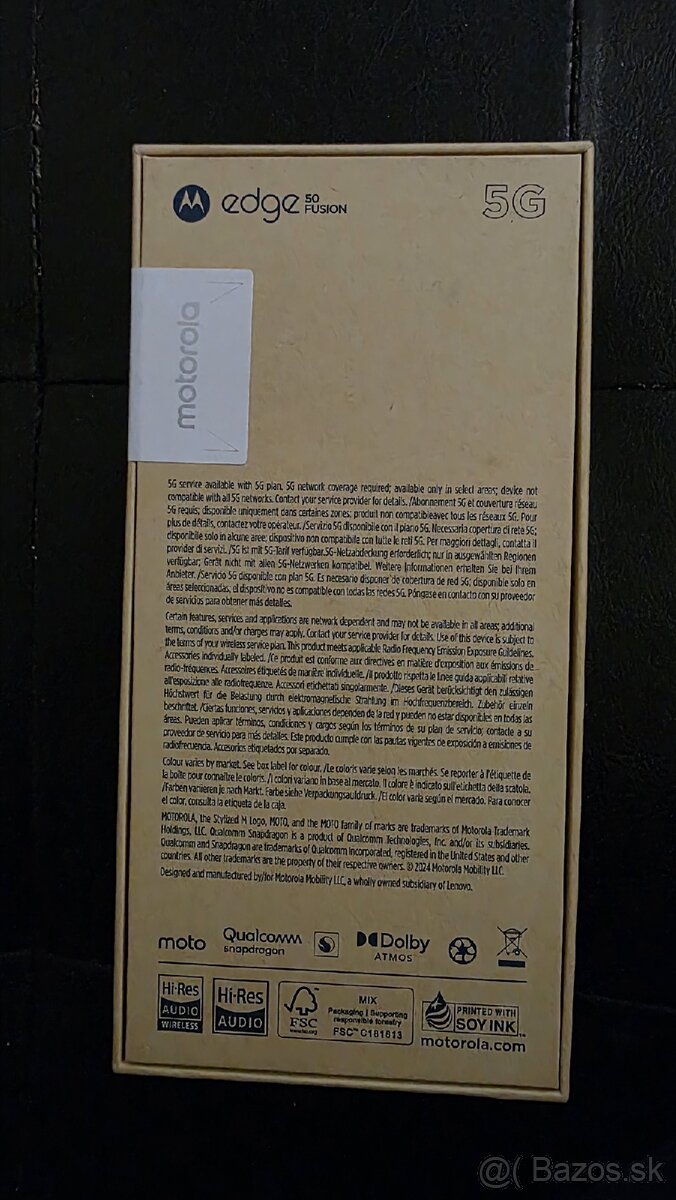 edge 50 FUSION
5G
motorola
5G service available with 5G plan. 5G network coverage required; available only in select areas; device not
compatible with all 5G networks. Contact your service provider for details. /Abonnement 5G et couverture réseau
5G requis; disponible uniquement dans certaines zones; produit non compatibleavec tous les réseaux 5G. Pour
plus de détails, contactez votre opérateur. /Servizio 5G disponibile con il piano 5G. Necessaria copertura di rete 5G;
disponibile solo in alcune aree; dispositivo non compatibile con tutte le reti 5G. Per maggiori dettagli, contatta il
provider di servizi. /5G ist mit 5G-Tarif verfügbar.5G-Netzabdeckung erforderlich; nur in ausgewählten Regionen
verfügbar; Gerät nicht mit allen 5G-Netzwerken kompatibel. Weitere Informationen erhalten Sie bei Ihrem
Anbieter. /Servicio 5G disponible con plan 5G. Es necesario disponer de cobertura de red 5G; disponible solo en
áreas seleccionadas, el dispositivo no es compatible con todas las redes 5G. Póngase en contacto con su proveedor
de servicios para obtener más detalles.
Certain features, services and applications are network dependent and may not be available in all areas; additional
terms, conditions and/or charges may apply. Contact your service provider for details. Use of this device is subject to
the terms of your wireless service plan. This product meets applicable Radio Frequency Emission Exposure Guidelines.
Accessories individually labeled. /Ce produit est conforme aux directives en matière d'exposition aux émissions de
radio-fréquences. Accessoires étiquetés de manière individuelle. /Il prodotto rispetta le linee guida applicabili relative
all'esposizione alle radiofrequenze. Accessori etichettati singolarmente. /Dieses Gerät berücksichtigt den zulässigen
Höchstwert für die Belastung durch elektromagnetische Strahlung im Hochfrequenzbereich. Zubehör einzeln
beschriftet. /Ciertas funciones, servicios y aplicaciones dependen de la red y pueden no estar disponibles en todas las
áreas. Pueden aplicar términos, condiciones y cargos según los términos de su plan de servicio; contacte a su
proveedor de servicio para más detalles. Este producto cumple con las pautas vigentes de exposición a emisiones de
radiofrecuencia. Accesorios etiquetados por separado.
Colour varies by market. See box label for colour. /Le coloris varie selon les marchés. Se reporter à l'étiquete de
la boîte pour connaître le coloris. /I colori variano in base al mercato. Il colore è indicato sull'etichetta della scatola.
/Farben variieren je nach Markt. Farbe siehe Verpackungsaufdruck. /El color varía según el mercado. Para conocer
el color, consulta la etiqueta de la caja.
MOTOROLA, the Stylized M Logo, MOTO, and the MOTO family of marks are trademarks of Motorola Trademark
Holdings, LLC. Qualcomm Snapdragon is a product of Qualcomm Technologies, Inc. and/or its subsidiaries.
Qualcomm and Snapdragon are trademarks of Qualcomm Incorporated, registered in the United States and other
countries. All other trademarks are the property of their respective owners. © 2024 Motorola Mobility LLC.
Designed and manufactured by/for Motorola Mobility LLC, a wholly owned subsidiary of Lenovo.
moto
Qualcomm
snapdragon
Dolby
ATMOS
Hi-Res
AUDIO
WIRELESS
Hi-Res
AUDIO
FSC
MIX
Packaging | Supporting
responsible forestry
FSC™ C181813
PRINTED WITH
SOY INK™
motorola.com
@( Bazos.sk